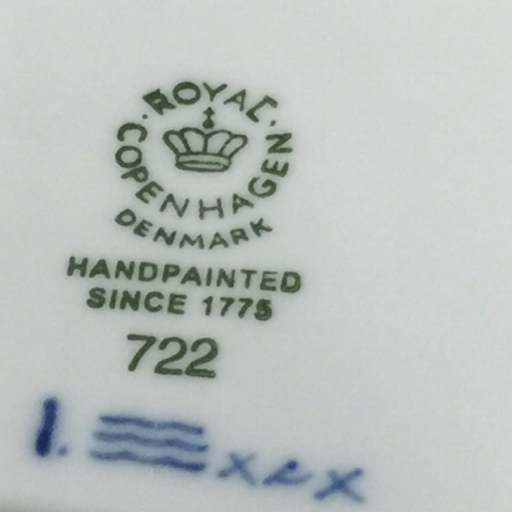 ROYAL
COPENHAGEN
DENMARK
HANDPAINTED
SINCE 1775
722
1.